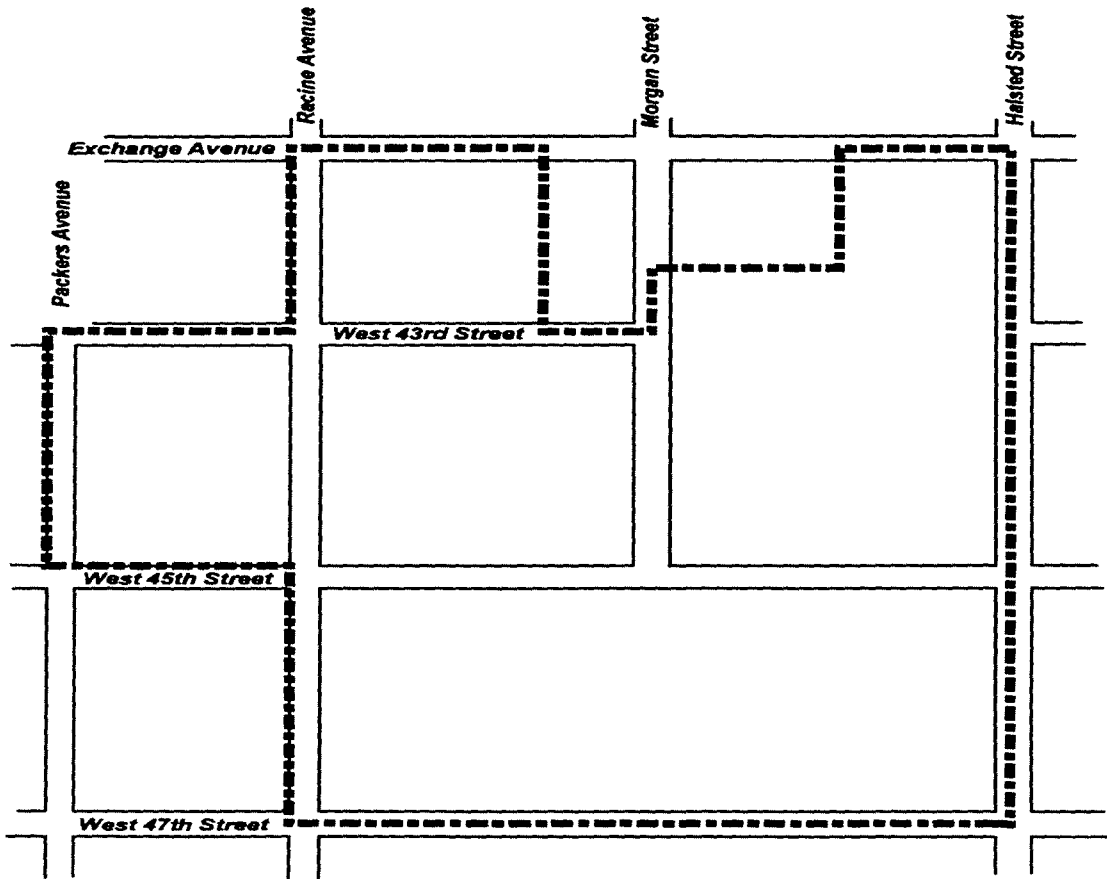 Racine Avenue
Morgan Street
Halsted Street
Exchange Avenue
Packers Avenue
West 43rd Street
West 45th Street
West 47th Street